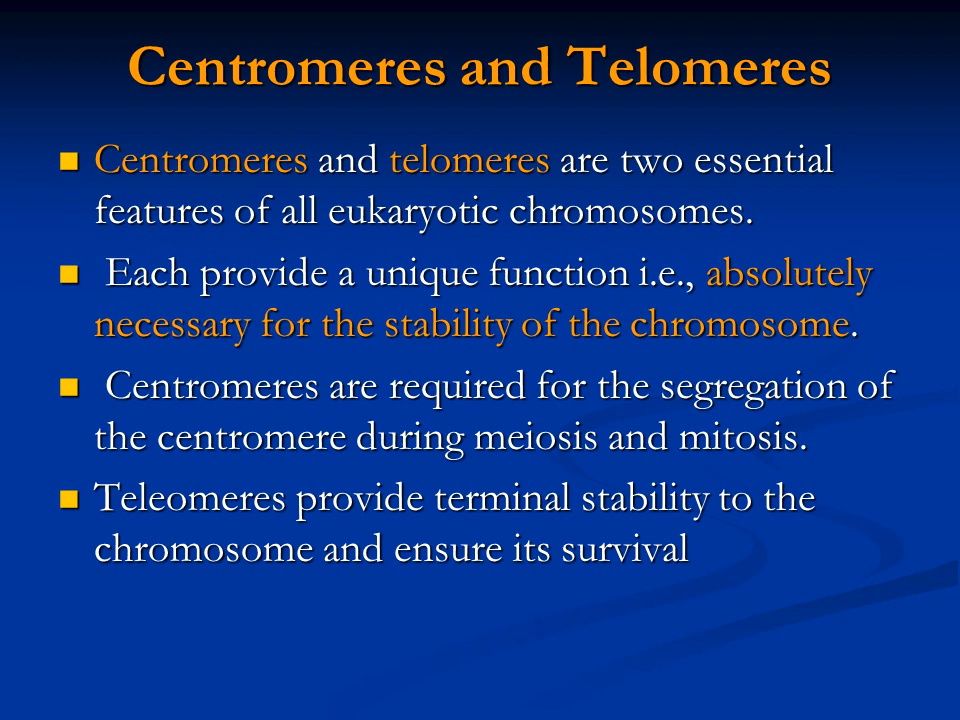 Centromeres and Telomeres
Centromeres and telomeres are two essential
features of all eukaryotic chromosomes.
Each provide a unique function i.e., absolutely
necessary for the stability of the chromosome.
Centromeres are required for the segregation of
the centromere during meiosis and mitosis.
Teleomeres provide terminal stability to the
chromosome and ensure its survival